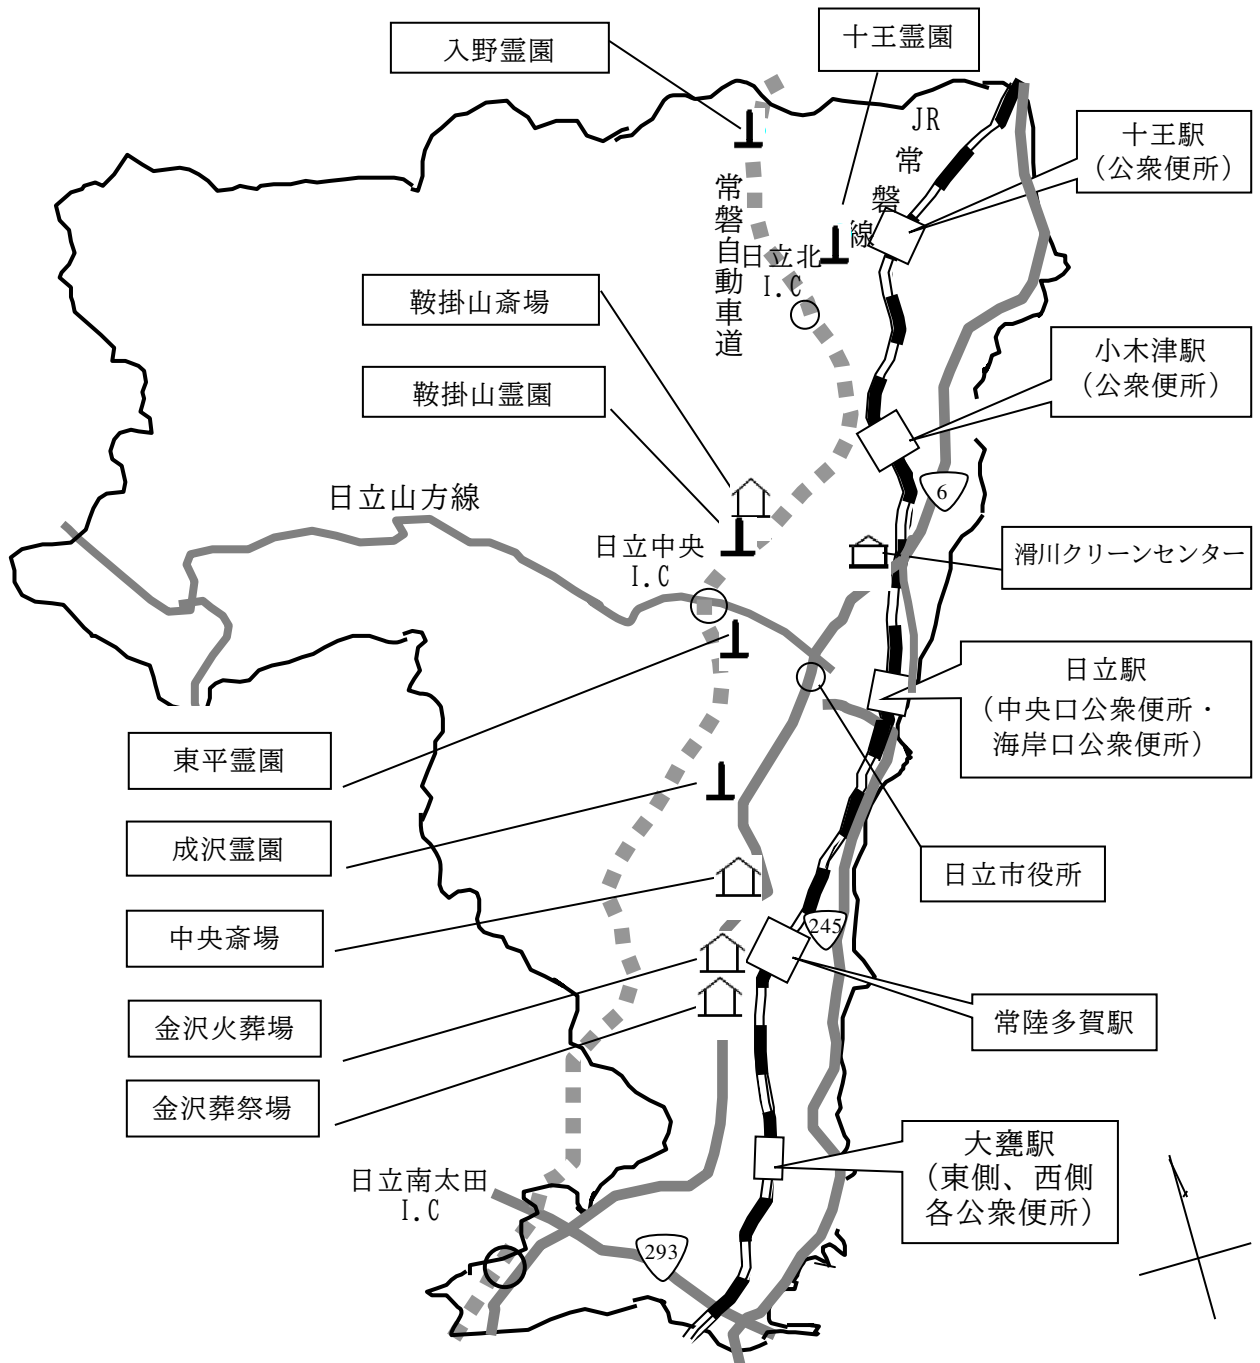 入野霊園
十王霊園
JR常磐線
十王駅
（公衆便所）
常磐自動車道
日立北
I.C
鞍掛山斎場
小木津駅
（公衆便所）
鞍掛山霊園
日立山方線
6
日立中央
I.C
滑川クリーンセンター
日立駅
（中央口公衆便所・
海岸口公衆便所）
東平霊園
成沢霊園
日立市役所
中央斎場
245
金沢火葬場
常陸多賀駅
金沢葬祭場
大甕駅
（東側、西側
各公衆便所）
日立南太田
I.C
293